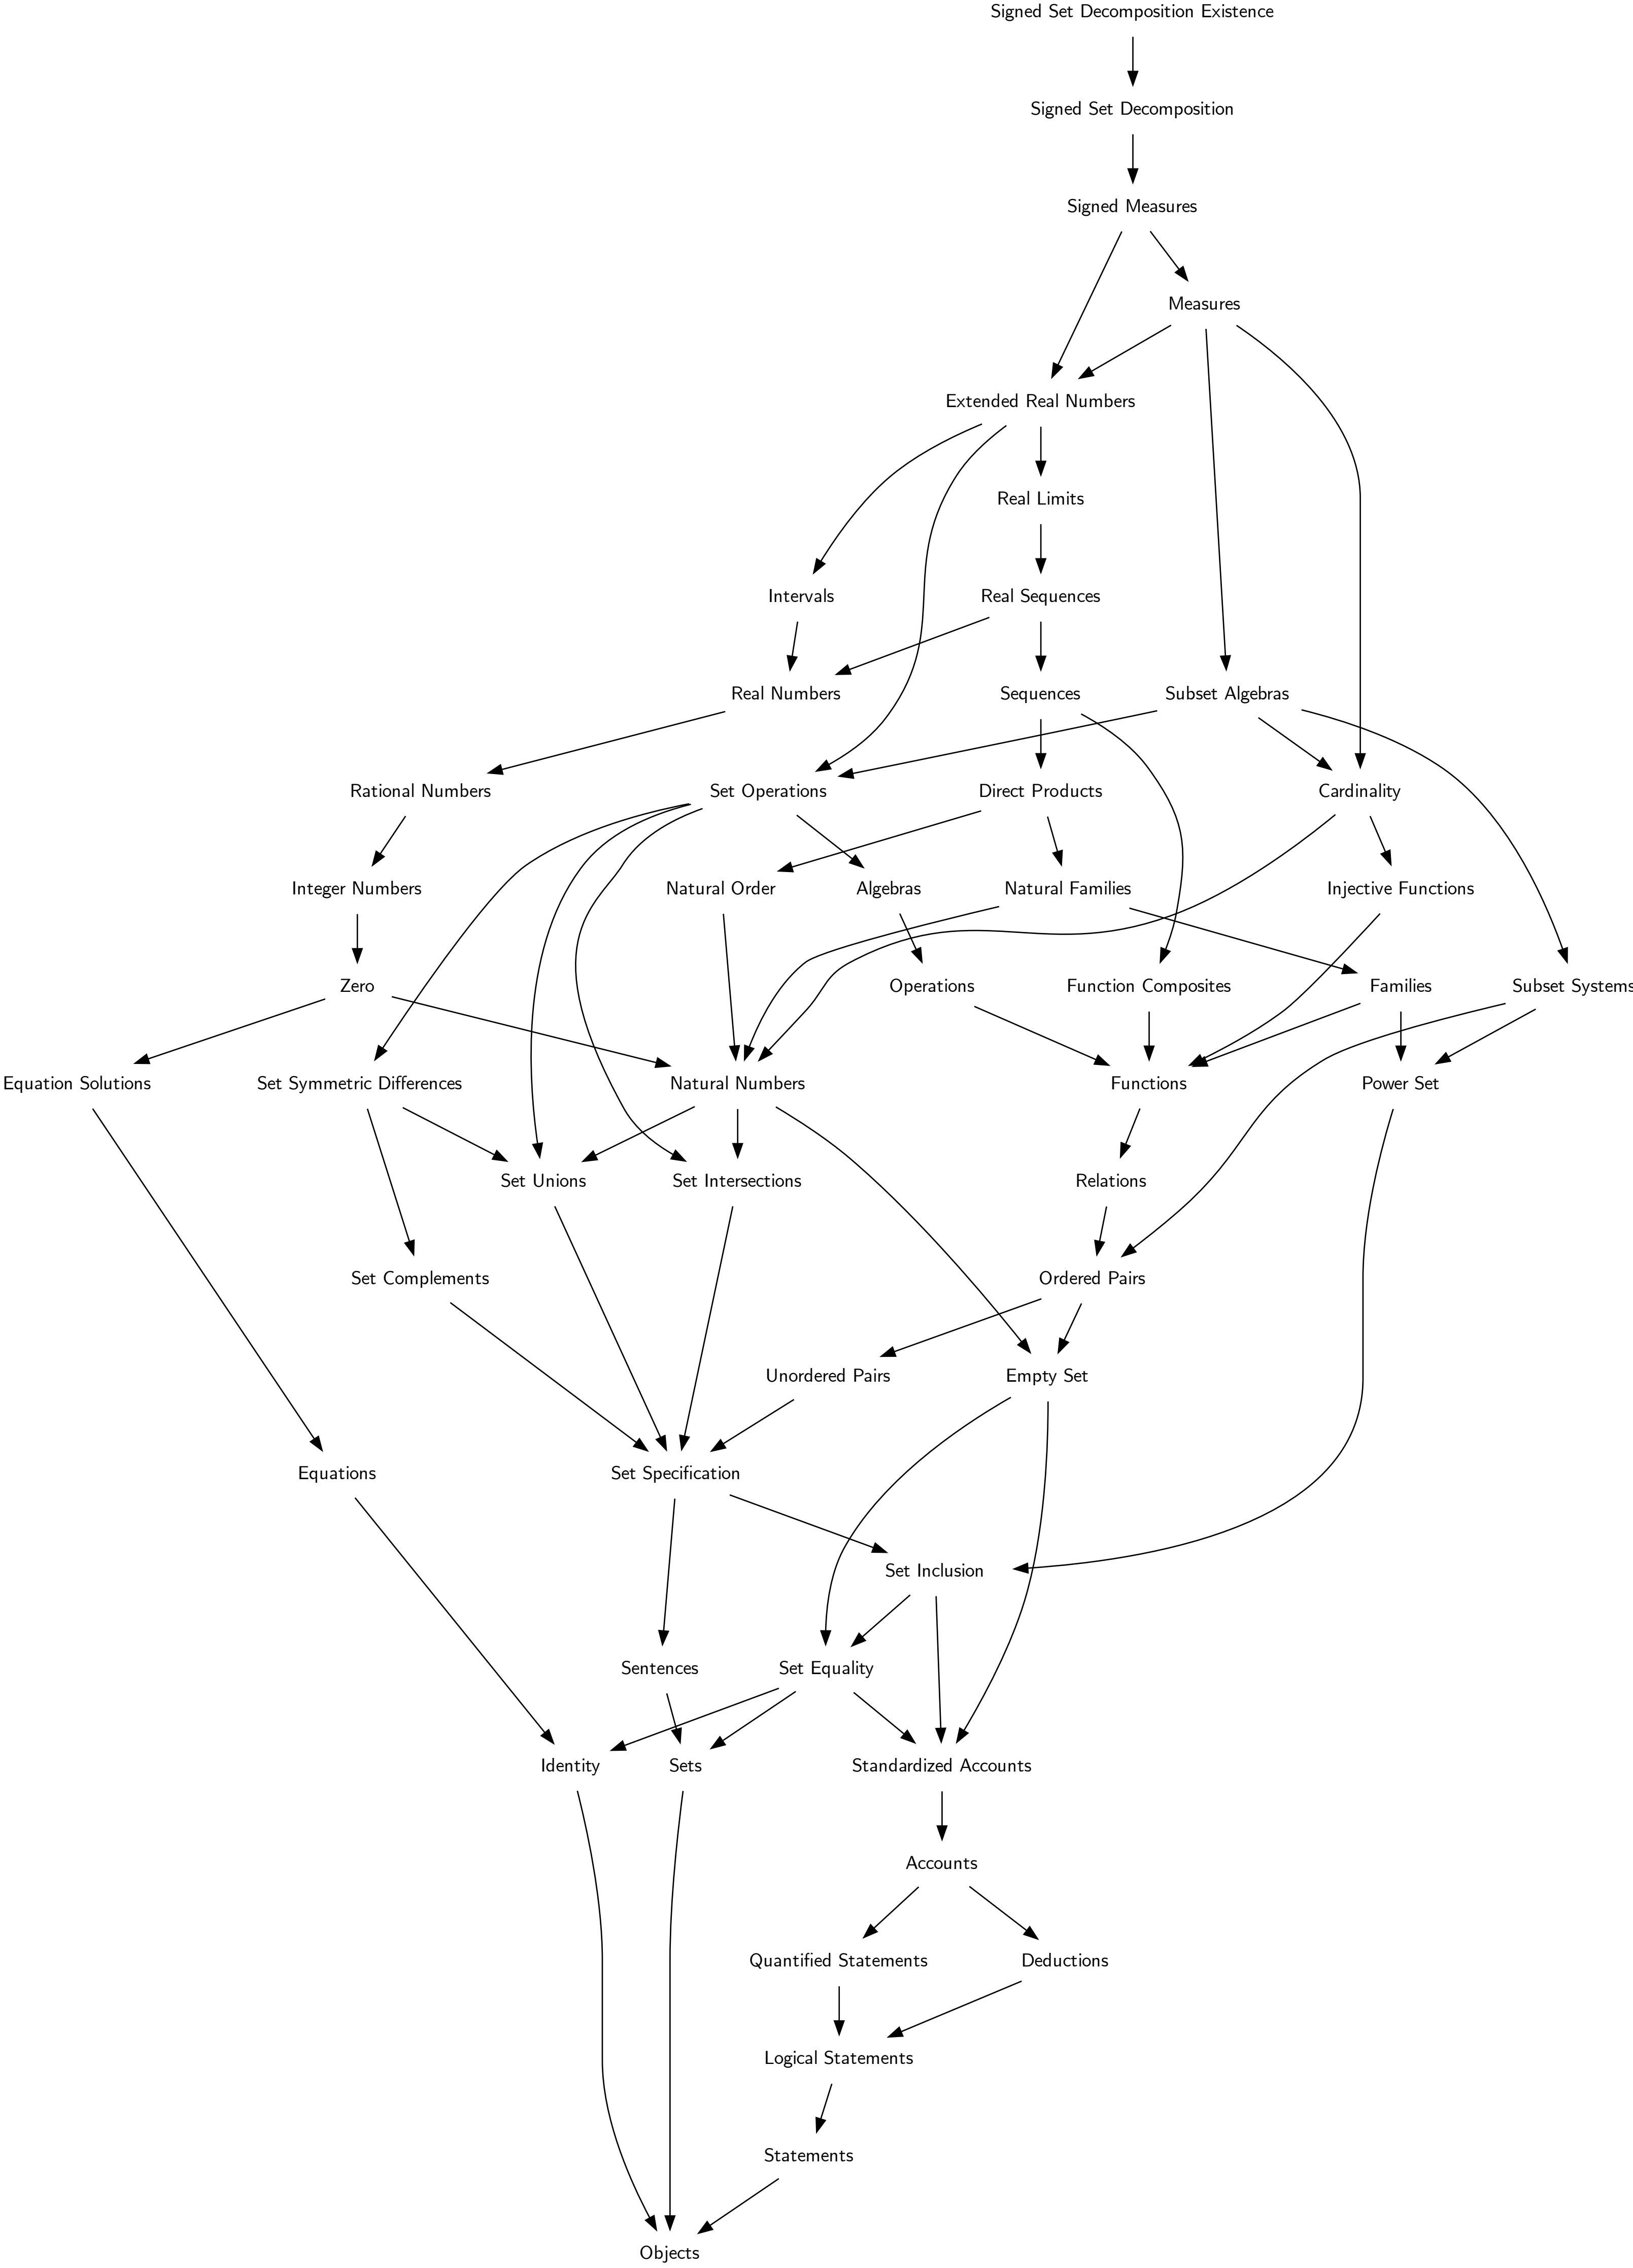 Signed Set Decomposition Existence
Signed Set Decomposition
Signed Measures
Measures
Extended Real Numbers
Real Limits
Intervals
Real Sequences
Real Numbers
Sequences
Subset Algebras
Rational Numbers
Set Operations
Direct Products
Cardinality
Integer Numbers
Natural Order
Algebras
Natural Families
Injective Functions
Zero
Operations
Function Composites
Families
Subset Systems
Equation Solutions
Set Symmetric Differences
Natural Numbers
Functions
Power Set
Set Unions
Set Intersections
Relations
Set Complements
Ordered Pairs
Unordered Pairs
Empty Set
Equations
Set Specification
Set Inclusion
Sentences
Set Equality
Identity
Sets
Standardized Accounts
Accounts
Quantified Statements
Deductions
Logical Statements
Statements
Objects